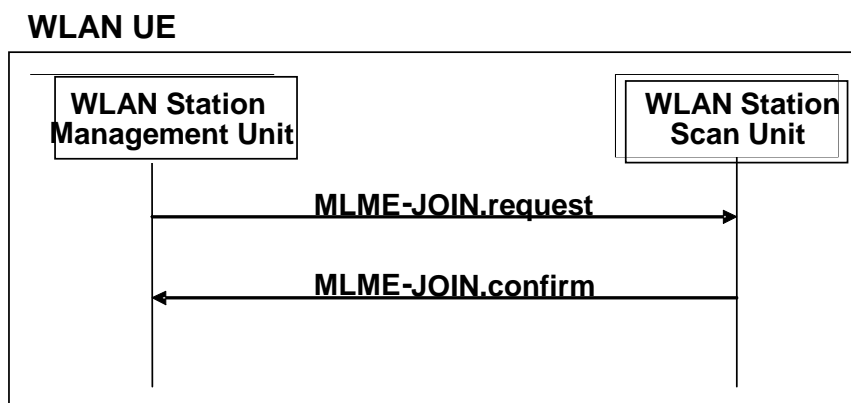 WLAN UE
WLAN Station
Management Unit
WLAN Station
Scan Unit
MLME-JOIN.request
MLME-JOIN.confirm